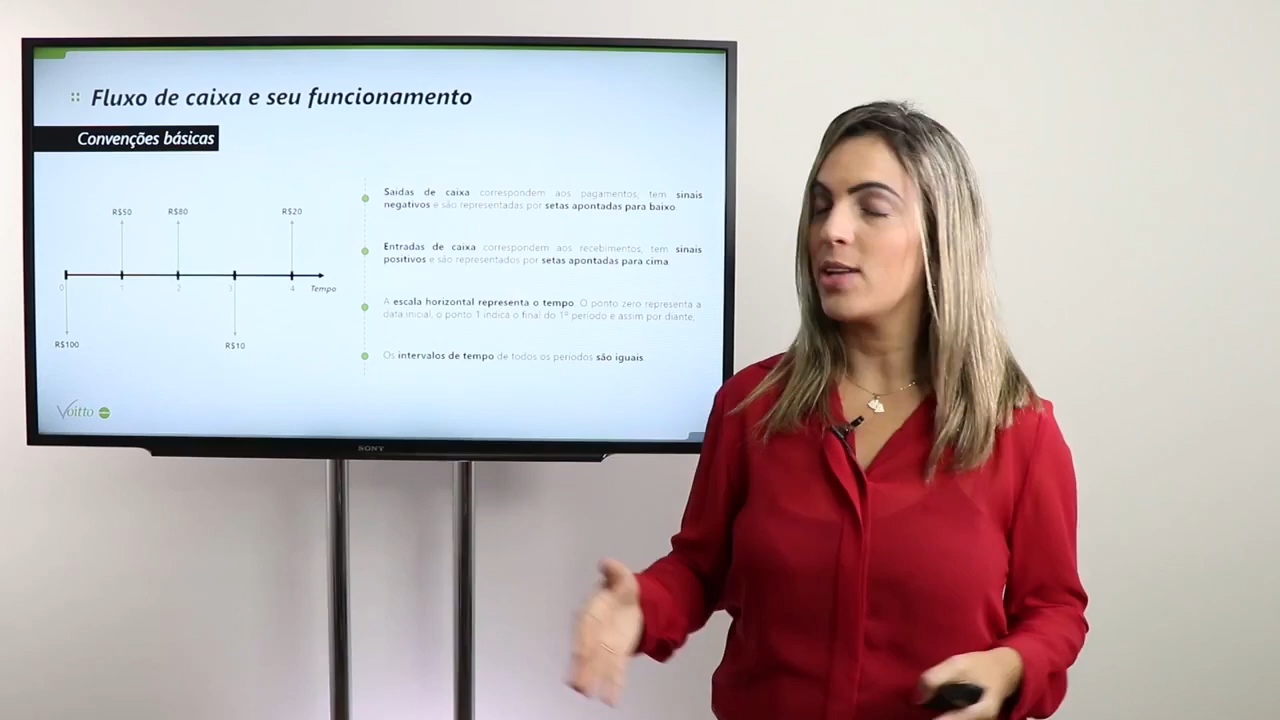 Fluxo de caixa e seu funcionamento
Convenções básicas
R$50 R$80 R$20
0 1 2 3 4 Tempo
R$100 R$10
Saídas de caixa correspondem aos pagamentos, tem sinais
negativos e são representadas por setas apontadas para baixo
Entradas de caixa correspondem aos recebimentos, tem sinais
positivos e são representados por setas apontadas para cima
A escala horizontal representa o tempo. O ponto zero representa a
data inicial, o ponto 1 indica o final do 1º período e assim por diante;
Os intervalos de tempo de todos os períodos são iguais
Voitto
SONY